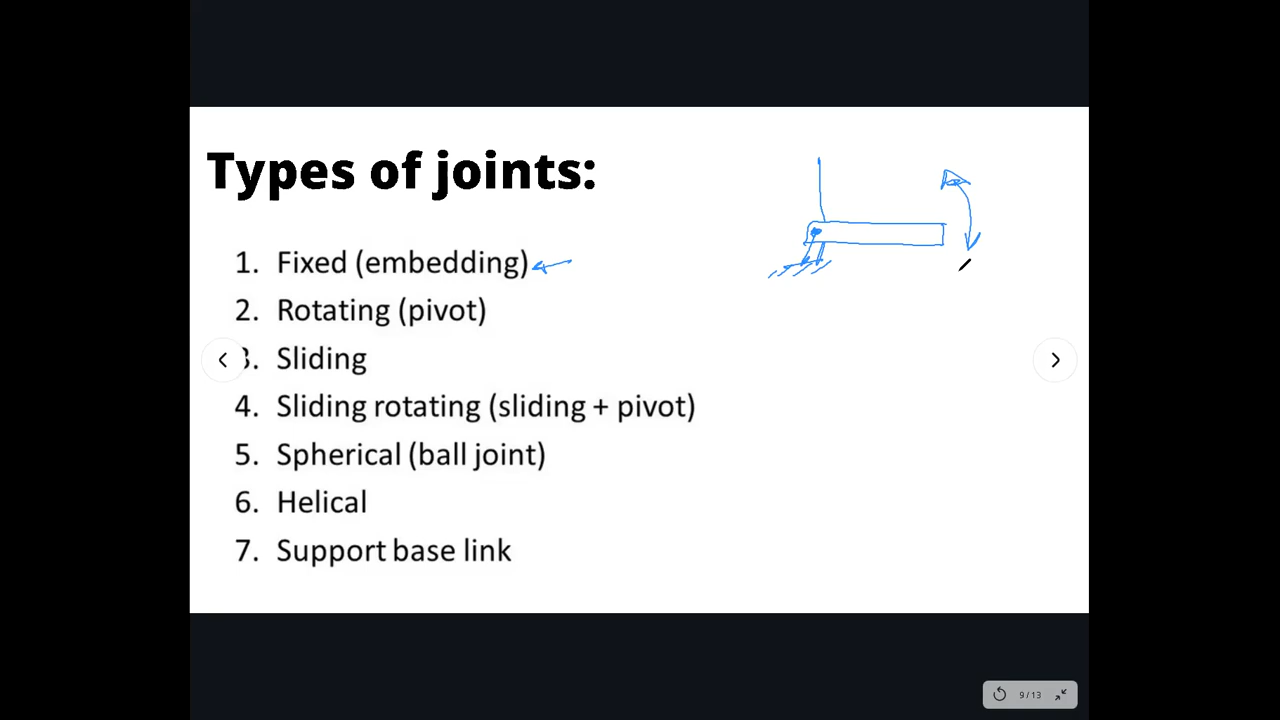 Types of joints:
1. Fixed (embedding)
2. Rotating (pivot)
3. Sliding
4. Sliding rotating (sliding + pivot)
5. Spherical (ball joint)
6. Helical
7. Support base link
9 / 13